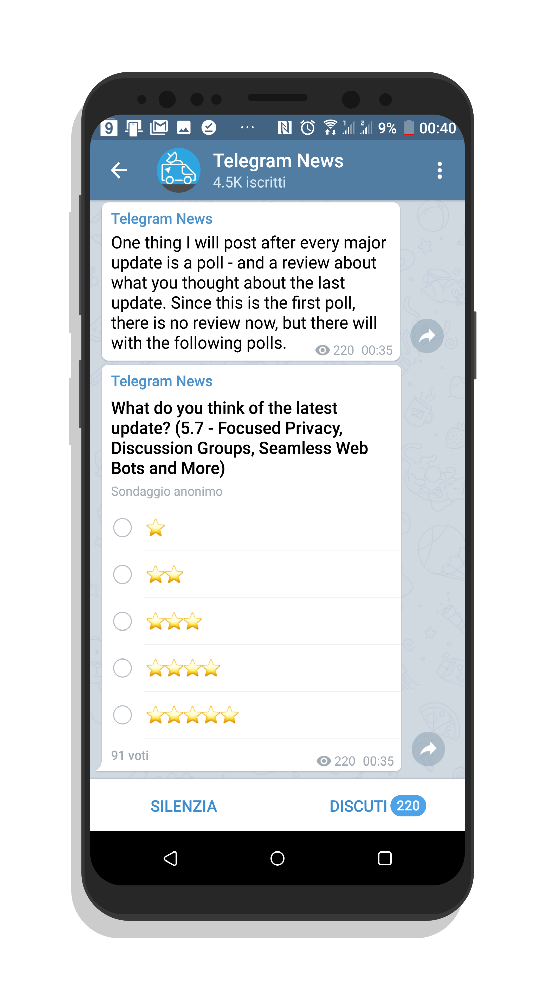 9 1 2 9% 00:40
Telegram News
4.5K iscritti
Telegram News
One thing I will post after every major
update is a poll - and a review about
what you thought about the last
update. Since this is the first poll,
there is no review now, but there will
with the following polls.
220 00:35
Telegram News
What do you think of the latest
update? (5.7 - Focused Privacy,
Discussion Groups, Seamless Web
Bots and More)
Sondaggio anonimo
⭐
⭐⭐
⭐⭐⭐
⭐⭐⭐⭐
⭐⭐⭐⭐⭐
91 voti
220 00:35
SILENZIA DISCUTI 220